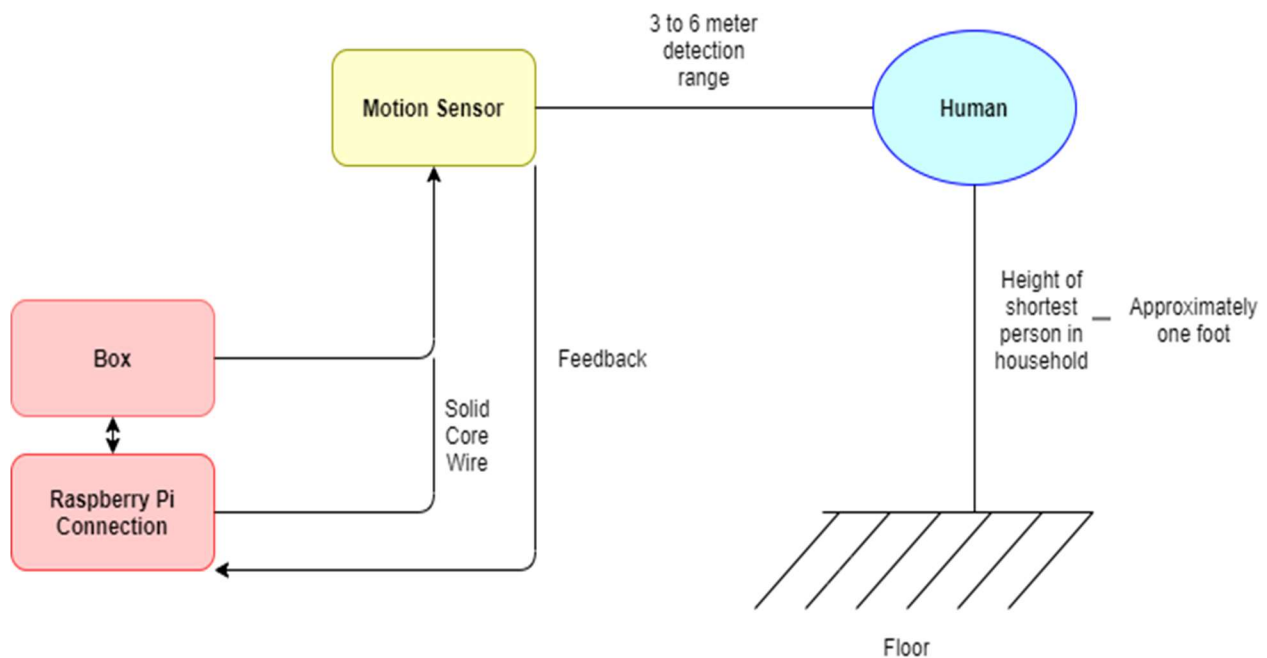 3 to 6 meter
detection
range
Motion Sensor
Human
Height of
shortest
person in
household
—
Approximately
one foot
Box
Feedback
Solid
Core
Wire
Raspberry Pi
Connection
Floor